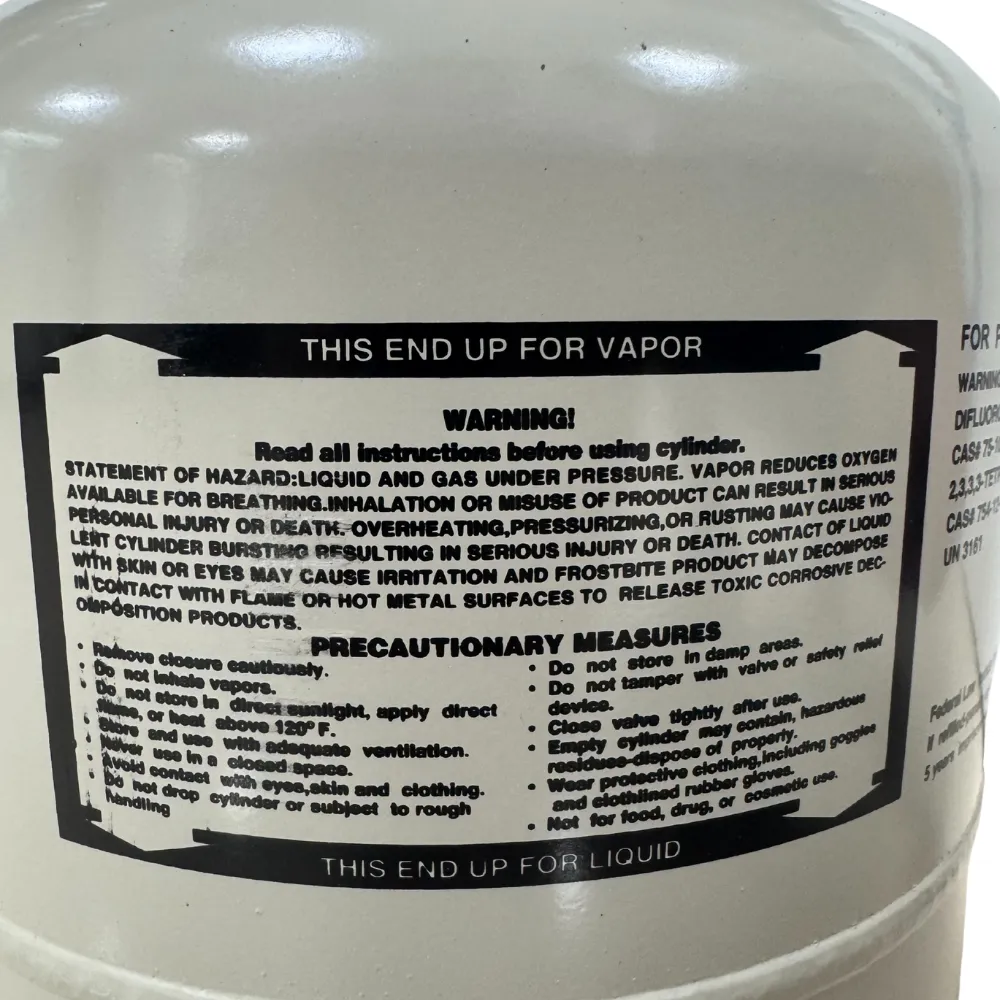 THIS END UP FOR VAPOR
WARNING!
Read all instructions before using cylinder.
STATEMENT OF HAZARD:LIQUID AND GAS UNDER PRESSURE. VAPOR REDUCES OXYGEN
AVAILABLE FOR BREATHING.INHALATION OR MISUSE OF PRODUCT CAN RESULT IN SERIOUS
PERSONAL INJURY OR DEATH. OVERHEATING,PRESSURIZING,OR RUSTING MAY CAUSE VIO-
LENT CYLINDER BURSTING RESULTING IN SERIOUS INJURY OR DEATH. CONTACT OF LIQUID
WITH SKIN OR EYES MAY CAUSE IRRITATION AND FROSTBITE PRODUCT MAY DECOMPOSE
IN CONTACT WITH FLAME OR HOT METAL SURFACES TO RELEASE TOXIC CORROSIVE DEC-
OMPOSITION PRODUCTS.
PRECAUTIONARY MEASURES
• Remove closure cautiously.
• Do not inhale vapors.
• Do not store in direct sunlight, apply direct
flame, or heat above 120° F.
• Store and use with adequate ventilation.
• Never use in a closed space.
• Avoid contact with eyes,skin and clothing.
• Do not drop cylinder or subject to rough
handling
• Do not store in damp areas.
• Do not tamper with valve or safety relief
device.
• Close valve tightly after use.
• Empty cylinder may contain, hazardous
residuse-dispose of properly.
• Wear protective clothing,including goggles
and clothlined rubber gloves.
• Not for food, drug, or cosmetic use.
THIS END UP FOR LIQUID
FOR
WARNING
CAS#
CAS#
UN 3161
Federal Law
if
5 years